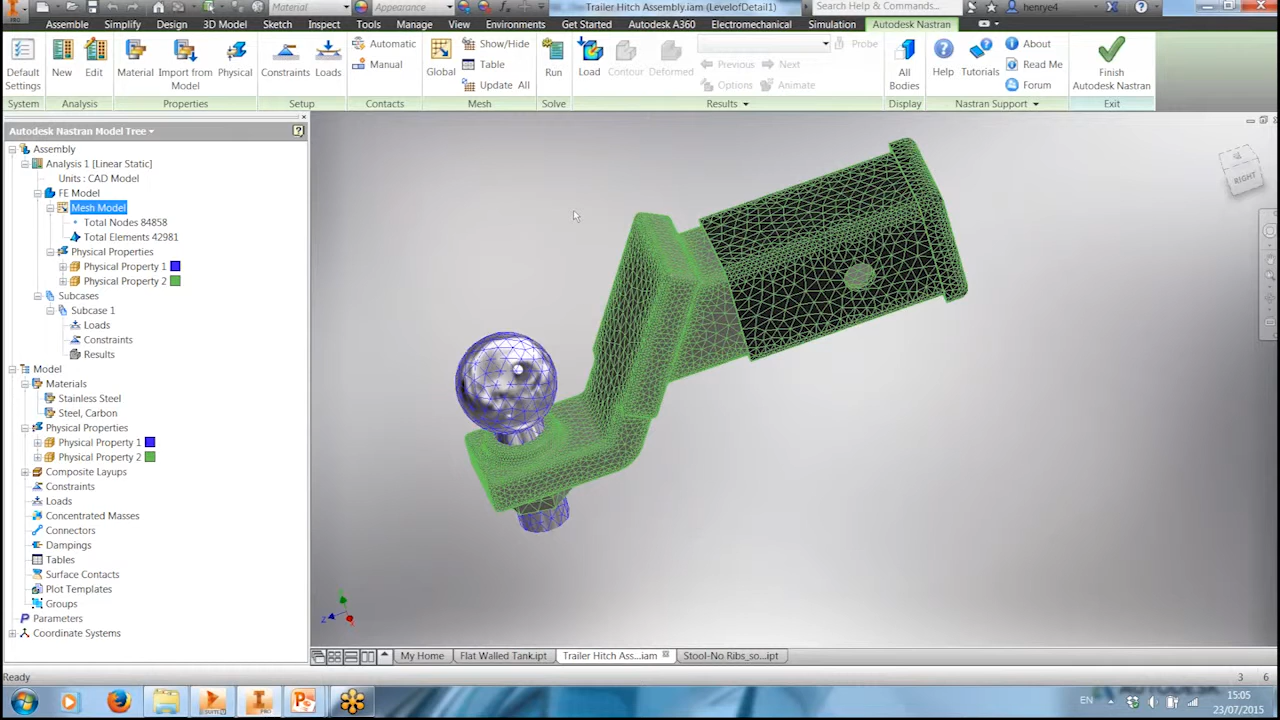 Material
Appearance
Trailer Hitch Assembly.iam (LevelofDetail1)
Search Help & Commands...
henrye4
PRO
Assembly
Simplify
Design
3D Model
Sketch
Inspect
Tools
Manage
View
Environments
Get Started
Autodesk A360
Electromechanical
Simulation
Autodesk Nastran
Default Settings
New
Edit
Material
Import from Model
Physical
Constraints
Loads
Automatic
Manual
Global
Show/Hide
Table
Update All
Run
Load
Contour
Deformed
Probe
Previous
Next
Options
Animate
All Bodies
Help
Tutorials
About
Read Me
Forum
Finish Autodesk Nastran
System
Analysis
Properties
Setup
Contacts
Mesh
Solve
Results
Display
Nastran Support
Exit
Autodesk Nastran Model Tree
Assembly
Analysis 1 [Linear Static]
Units : CAD Model
FE Model
Mesh Model
Total Nodes 84858
Total Elements 42981
Physical Properties
Physical Property 1
Physical Property 2
Subcases
Subcase 1
Loads
Constraints
Results
Model
Materials
Stainless Steel
Steel, Carbon
Physical Properties
Physical Property 1
Physical Property 2
Composite Layups
Constraints
Loads
Concentrated Masses
Connectors
Dampings
Tables
Surface Contacts
Plot Templates
Groups
Parameters
Coordinate Systems
RIGHT
Z
My Home
Flat Walled Tank.ipt
Trailer Hitch Ass...iam
Stool-No Ribs_so...ipt
Ready
3
6
EN
15:05
23/07/2015